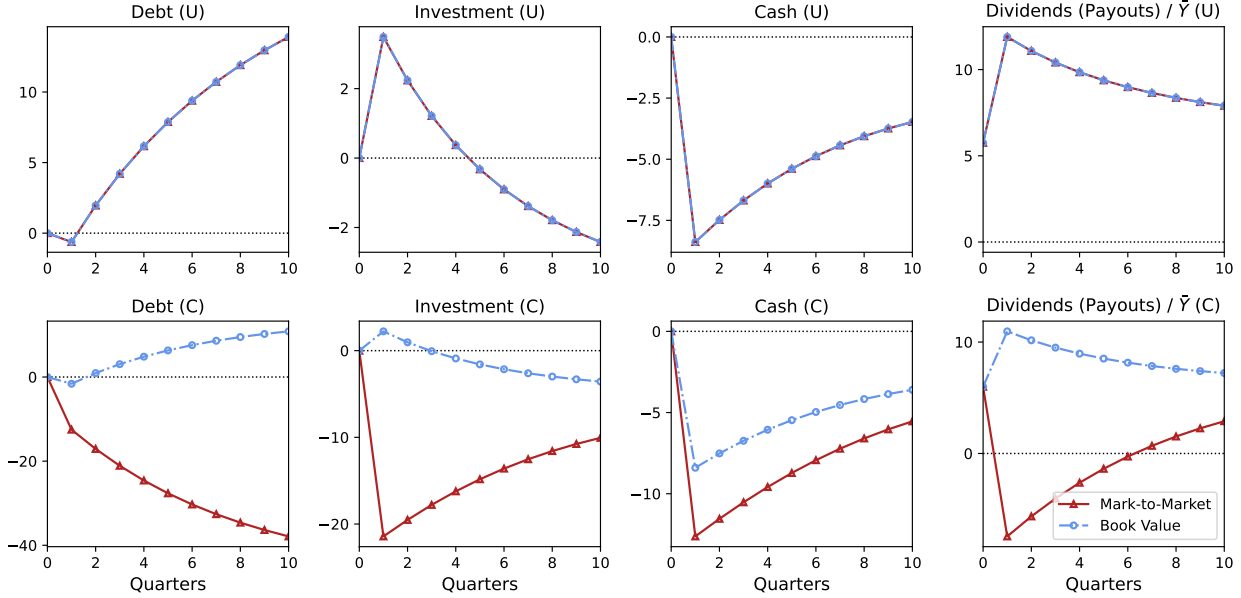 Debt (U)
Investment (U)
Cash (U)
Dividends (Payouts) / Ȳ (U)
10
5
0
0 2 4 6 8 10
2
0
−2
0 2 4 6 8 10
0.0
−2.5
−5.0
−7.5
0 2 4 6 8 10
10
5
0
0 2 4 6 8 10
Debt (C)
Investment (C)
Cash (C)
Dividends (Payouts) / Ȳ (C)
0
−20
−40
0 2 4 6 8 10
Quarters
0
−10
−20
0 2 4 6 8 10
Quarters
0
−5
−10
0 2 4 6 8 10
Quarters
10
0
Mark-to-Market
Book Value
0 2 4 6 8 10
Quarters